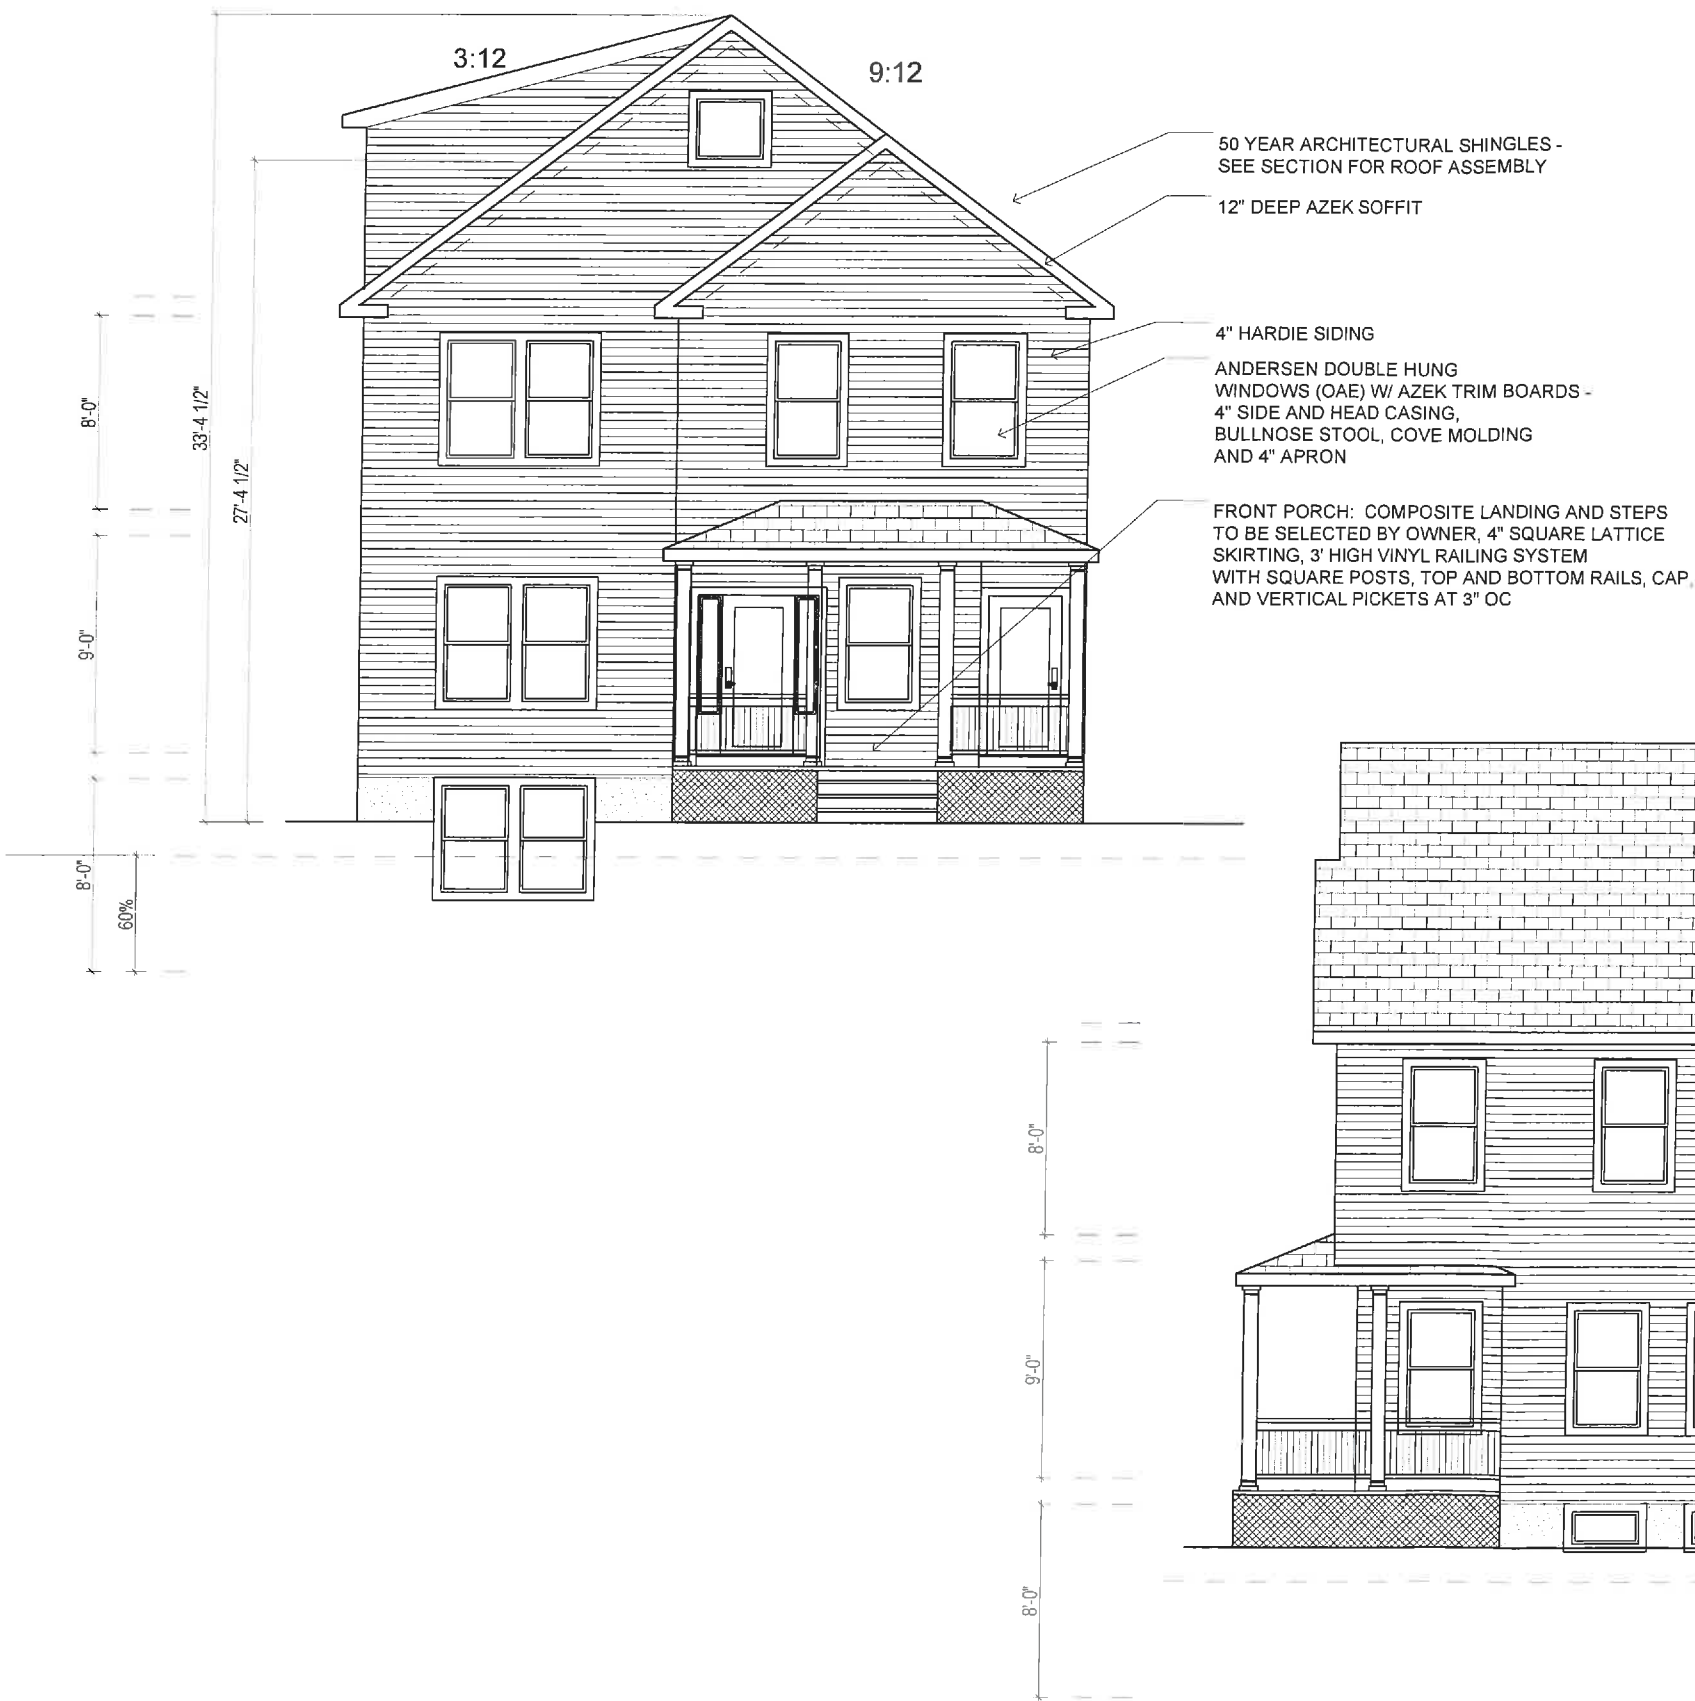 3:12
9:12
50 YEAR ARCHITECTURAL SHINGLES -
SEE SECTION FOR ROOF ASSEMBLY
12" DEEP AZEK SOFFIT
4" HARDIE SIDING
ANDERSEN DOUBLE HUNG
WINDOWS (OAE) W/ AZEK TRIM BOARDS -
4" SIDE AND HEAD CASING,
BULLNOSE STOOL, COVE MOLDING
AND 4" APRON
FRONT PORCH: COMPOSITE LANDING AND STEPS
TO BE SELECTED BY OWNER, 4" SQUARE LATTICE
SKIRTING, 3' HIGH VINYL RAILING SYSTEM
WITH SQUARE POSTS, TOP AND BOTTOM RAILS, CAP,
AND VERTICAL PICKETS AT 3" OC
8'-0"
33'-4 1/2"
27'-4 1/2"
9'-0"
8'-0"
60%
8'-0"
9'-0"
8'-0"